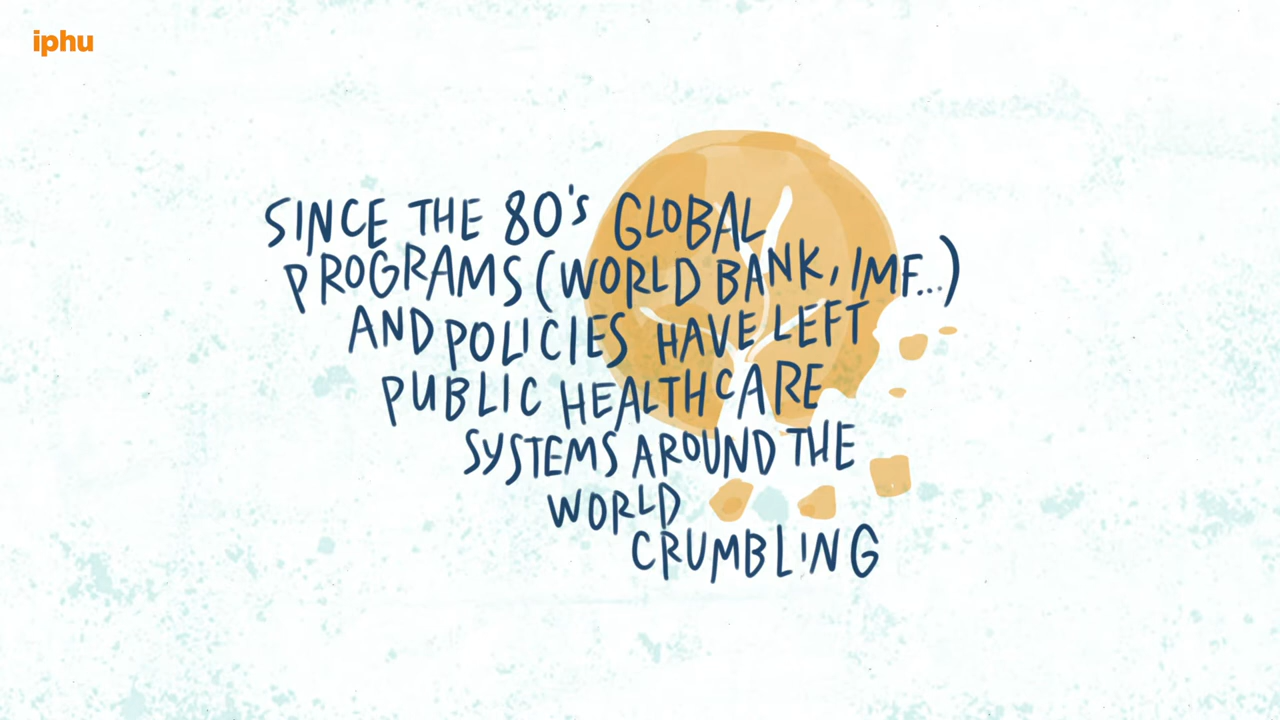 iphu
SINCE THE 80's GLOBAL
PROGRAMS (WORLD BANK, IMF...)
AND POLICIES HAVE LEFT
PUBLIC HEALTHCARE
SYSTEMS AROUND THE
WORLD
CRUMBLING